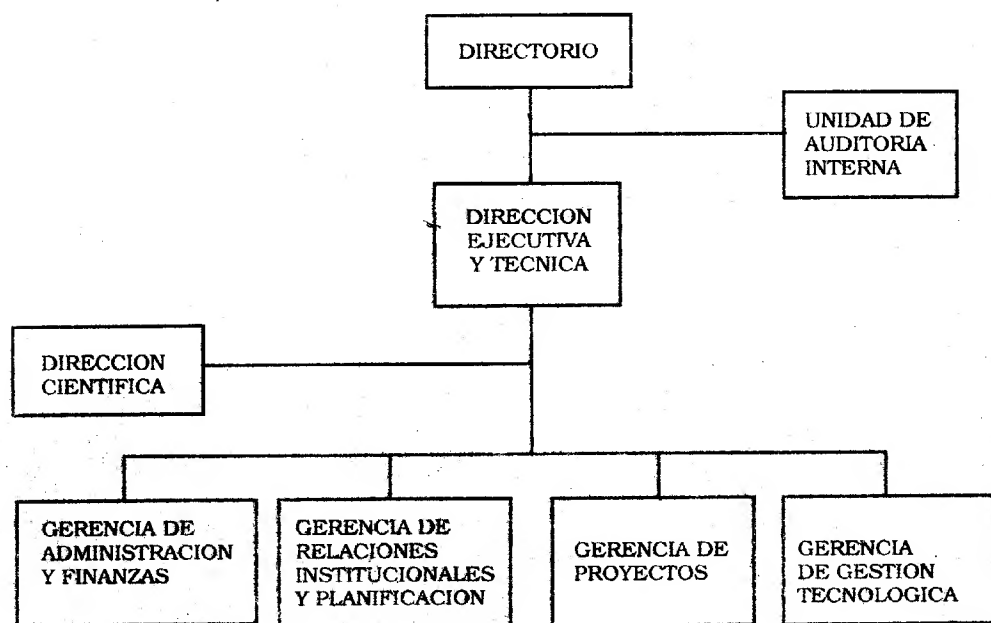 DIRECTORIO
UNIDAD DE
AUDITORIA
INTERNA
DIRECCION
EJECUTIVA
Y TECNICA
DIRECCION
CIENTIFICA
GERENCIA DE
ADMINISTRACION
Y FINANZAS
GERENCIA DE
RELACIONES
INSTITUCIONALES
Y PLANIFICACION
GERENCIA DE
PROYECTOS
GERENCIA
DE GESTION
TECNOLOGICA